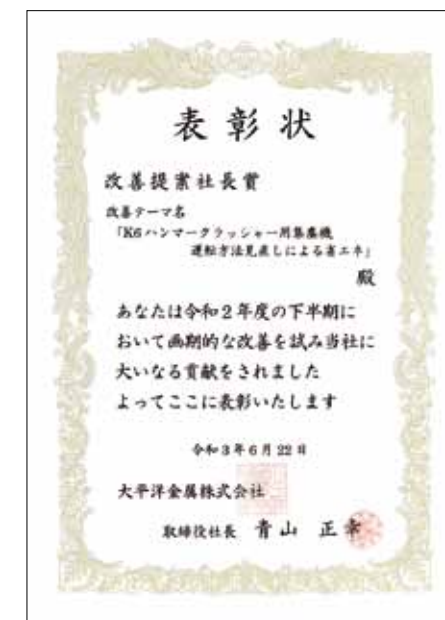 表彰状
改善提案社長賞
改善テーマ名
「K6ハンマークラッシャー用集塵機
運転方法見直しによる省エネ」
殿
あなたは令和2年度の下半期に
おいて画期的な改善を試み当社に
大いなる貢献をされました
よってここに表彰いたします
令和3年6月22日
大平洋金属株式会社
取締役社長 青山 正幸